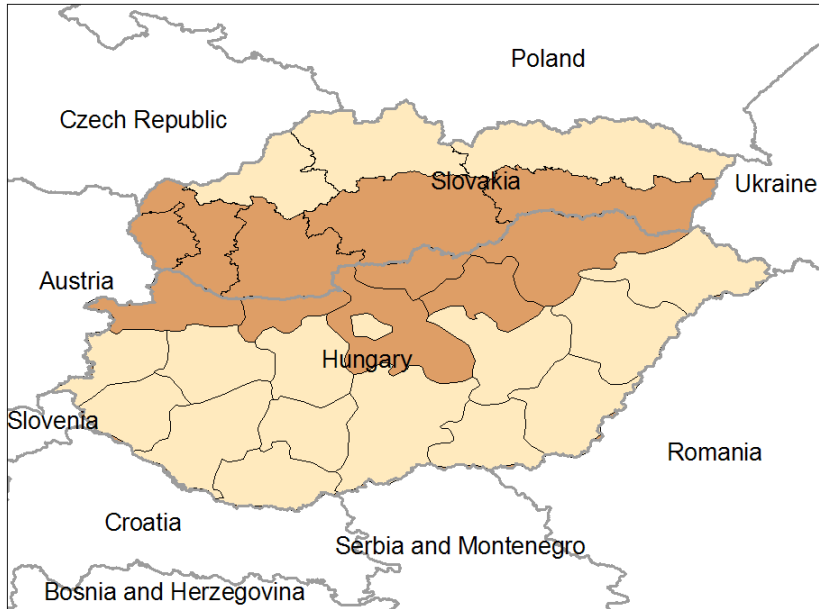 Poland
Czech Republic
Slovakia
Ukraine
Austria
Hungary
Slovenia
Romania
Croatia
Serbia and Montenegro
Bosnia and Herzegovina